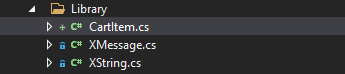 Library
C# CartItem.cs
C# XMessage.cs
C# XString.cs